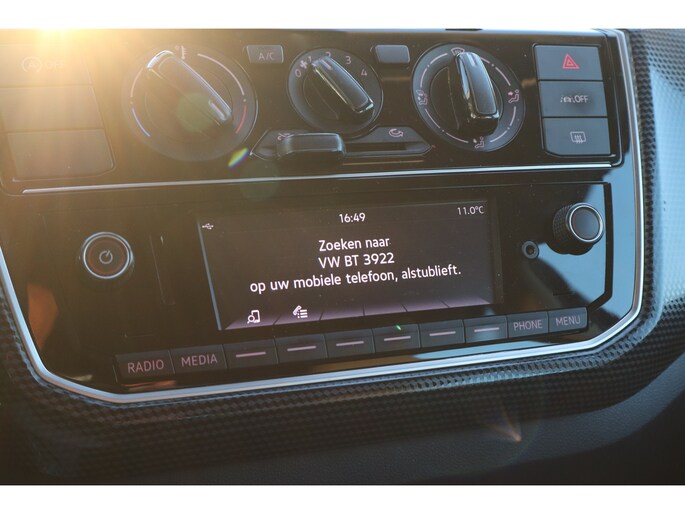 A/C
4
OFF
16:49
11.0°C
Zoeken naar
VW BT 3922
op uw mobiele telefoon, alstublieft.
RADIO
MEDIA
PHONE
MENU